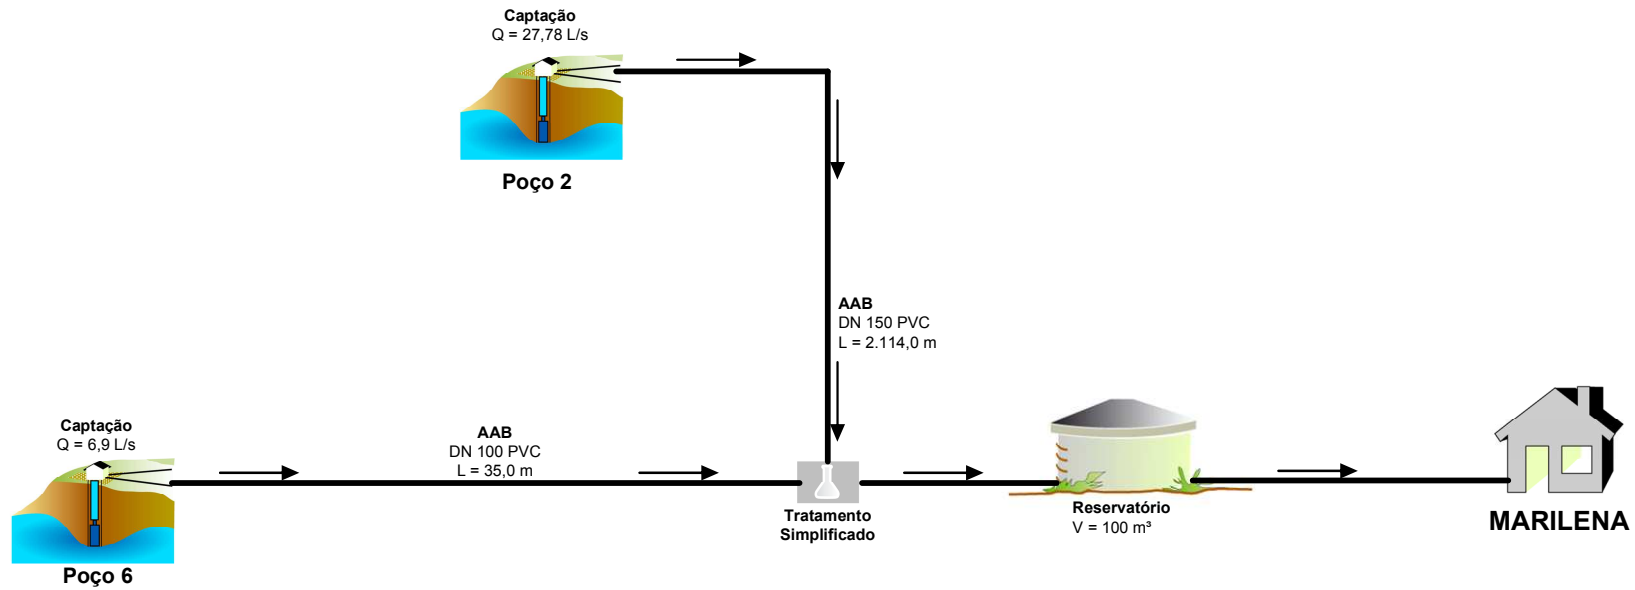 Captação
Q = 27,78 L/s
Poço 2
AAB
DN 150 PVC
L = 2.114,0 m
Captação
Q = 6,9 L/s
Poço 6
AAB
DN 100 PVC
L = 35,0 m
Tratamento
Simplificado
Reservatório
V = 100 m³
MARILENA